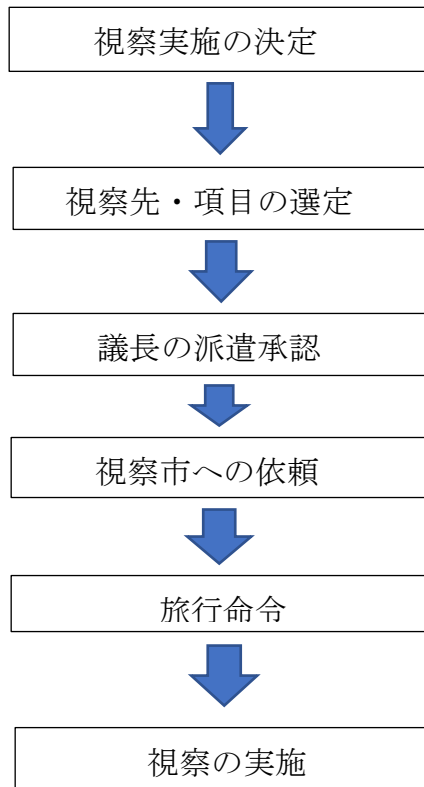 視察実施の決定
視察先・項目の選定
議長の派遣承認
視察市への依頼
旅行命令
視察の実施